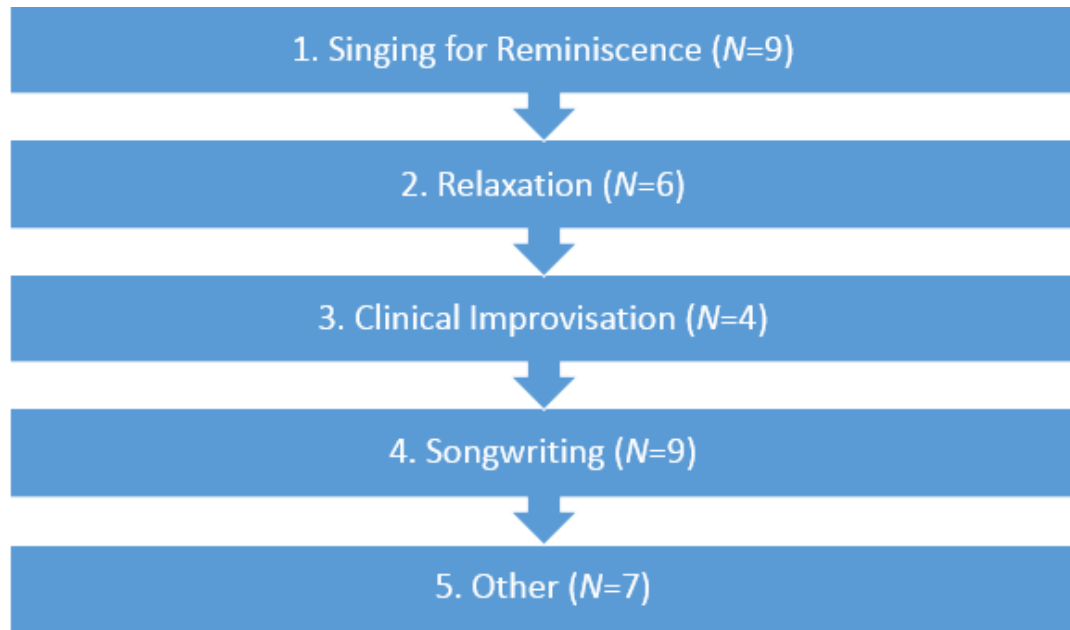 1. Singing for Reminiscence (N=9)
2. Relaxation (N=6)
3. Clinical Improvisation (N=4)
4. Songwriting (N=9)
5. Other (N=7)